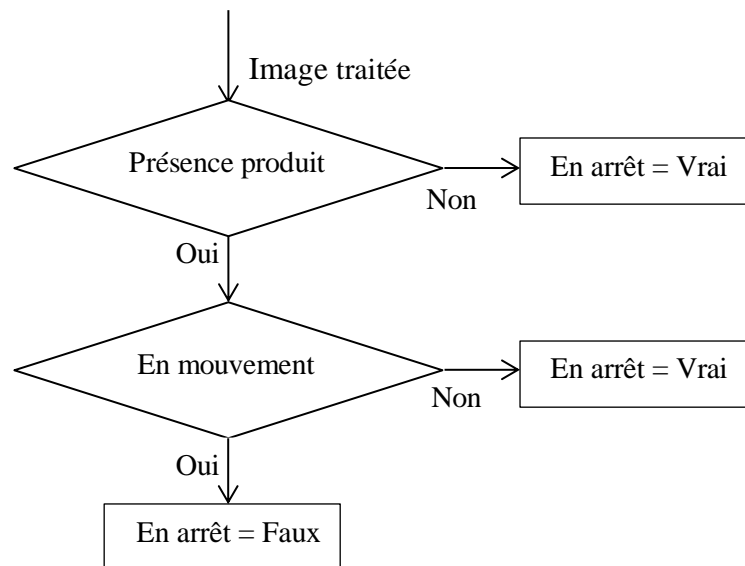 Image traitée
Présence produit
En arrêt = Vrai
Non
Oui
En mouvement
En arrêt = Vrai
Non
Oui
En arrêt = Faux